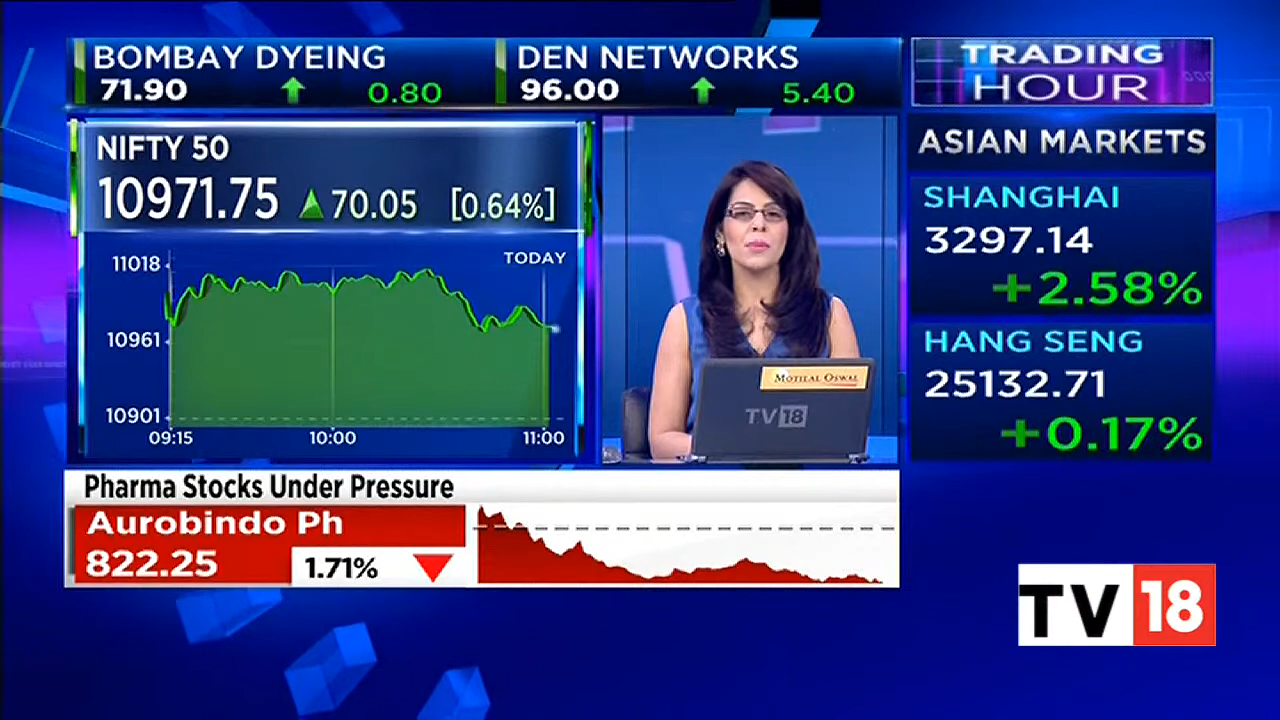 BOMBAY DYEING
71.90 0.80
DEN NETWORKS
96.00 5.40
TRADING
HOUR
NIFTY 50
10971.75 ▲ 70.05 [0.64%]
TODAY
11018
10961
10901
09:15 10:00 11:00
MOTILAL OSWAL
TV18
ASIAN MARKETS
SHANGHAI
3297.14
+2.58%
HANG SENG
25132.71
+0.17%
Pharma Stocks Under Pressure
Aurobindo Ph
822.25 1.71% ▼
TV18